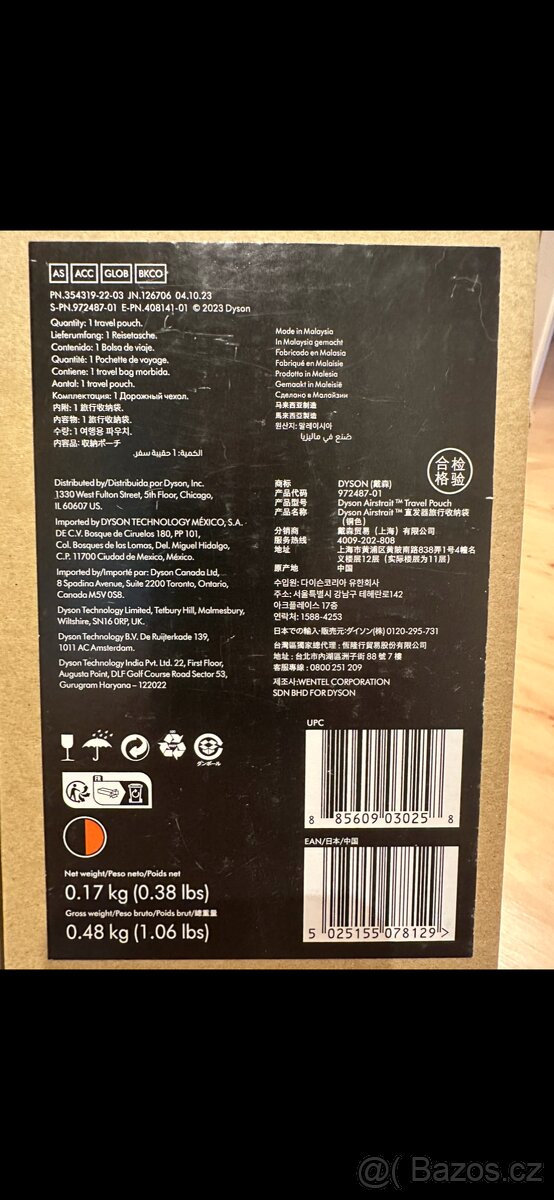 AS ACC GLOB BKCO
PN.354319-22-03 JN.126706 04.10.23
S-PN.972487-01 E-PN.408141-01 © 2023 Dyson
Quantity: 1 travel pouch.
Lieferumfang: 1 Reisetasche.
Contenido: 1 Bolsa de viaje.
Quantité: 1 Pochette de voyage.
Contiene: 1 travel bag morbida.
Aantal: 1 travel pouch.
Комплектация: 1 Дорожный чехол.
内附: 1 旅行收纳袋.
內容物: 1 旅行收納袋.
수량: 1 여행용 파우치.
内容品: 収納ポーチ
الكمية: 1 حقيبة سفر.
Made in Malaysia
In Malaysia gemacht
Fabricado en Malasia
Fabriqué en Malaisie
Prodotto in Malesia
Gemaakt in Maleisië
Сделано в Малайзии
马来西亚制造
馬來西亞製造
원산지: 말레이시아
صُنع في ماليزيا
合格 检验
Distributed by/Distribuida por Dyson, Inc.
1330 West Fulton Street, 5th Floor, Chicago,
IL 60607 US.
Imported by DYSON TECHNOLOGY MÉXICO, S.A.
DE C.V. Bosque de Ciruelos 180, PP 101,
Col. Bosques de las Lomas, Del. Miguel Hidalgo,
C.P. 11700 Ciudad de México, México.
Imported by/Importé par: Dyson Canada Ltd,
8 Spadina Avenue, Suite 2200 Toronto, Ontario,
Canada M5V 0S8.
Dyson Technology Limited, Tetbury Hill, Malmesbury,
Wiltshire, SN16 0RP, UK.
Dyson Technology B.V. De Ruijterkade 139,
1011 AC Amsterdam.
Dyson Technology India Pvt. Ltd. 22, First Floor,
Augusta Point, DLF Golf Course Road Sector 53,
Gurugram Haryana – 122022
商标 DYSON (戴森)
产品代码 972487-01
产品型号 Dyson Airstrait™ Travel Pouch
产品名称 Dyson Airstrait™ 直发器旅行收纳袋
(铜色)
分销商 戴森贸易 (上海) 有限公司
服务热线 4009-202-808
地址 上海市黄浦区黄陂南路838弄1号4幢名
义楼层12层 (实际楼层为11层)
原产地 中国
수입원: 다이슨코리아 유한회사
주소: 서울특별시 강남구 테헤란로142
아크플레이스 17층
연락처: 1588-4253
日本での輸入・販売元:ダイソン(株) 0120-295-731
台灣區獨家總代理 : 恆隆行貿易股份有限公司
地址 : 台北市內湖區洲子街 88 號 7 樓
客服專線 : 0800 251 209
제조사: WENTEL CORPORATION
SDN BHD FOR DYSON
ダンボール
FR
UPC
8 85609 03025 8
EAN/日本/中国
5 025155 078129 >
Net weight/Peso neto/Poids net
0.17 kg (0.38 lbs)
Gross weight/Peso bruto/Poids brut/總重量
0.48 kg (1.06 lbs)
@( Bazos.cz